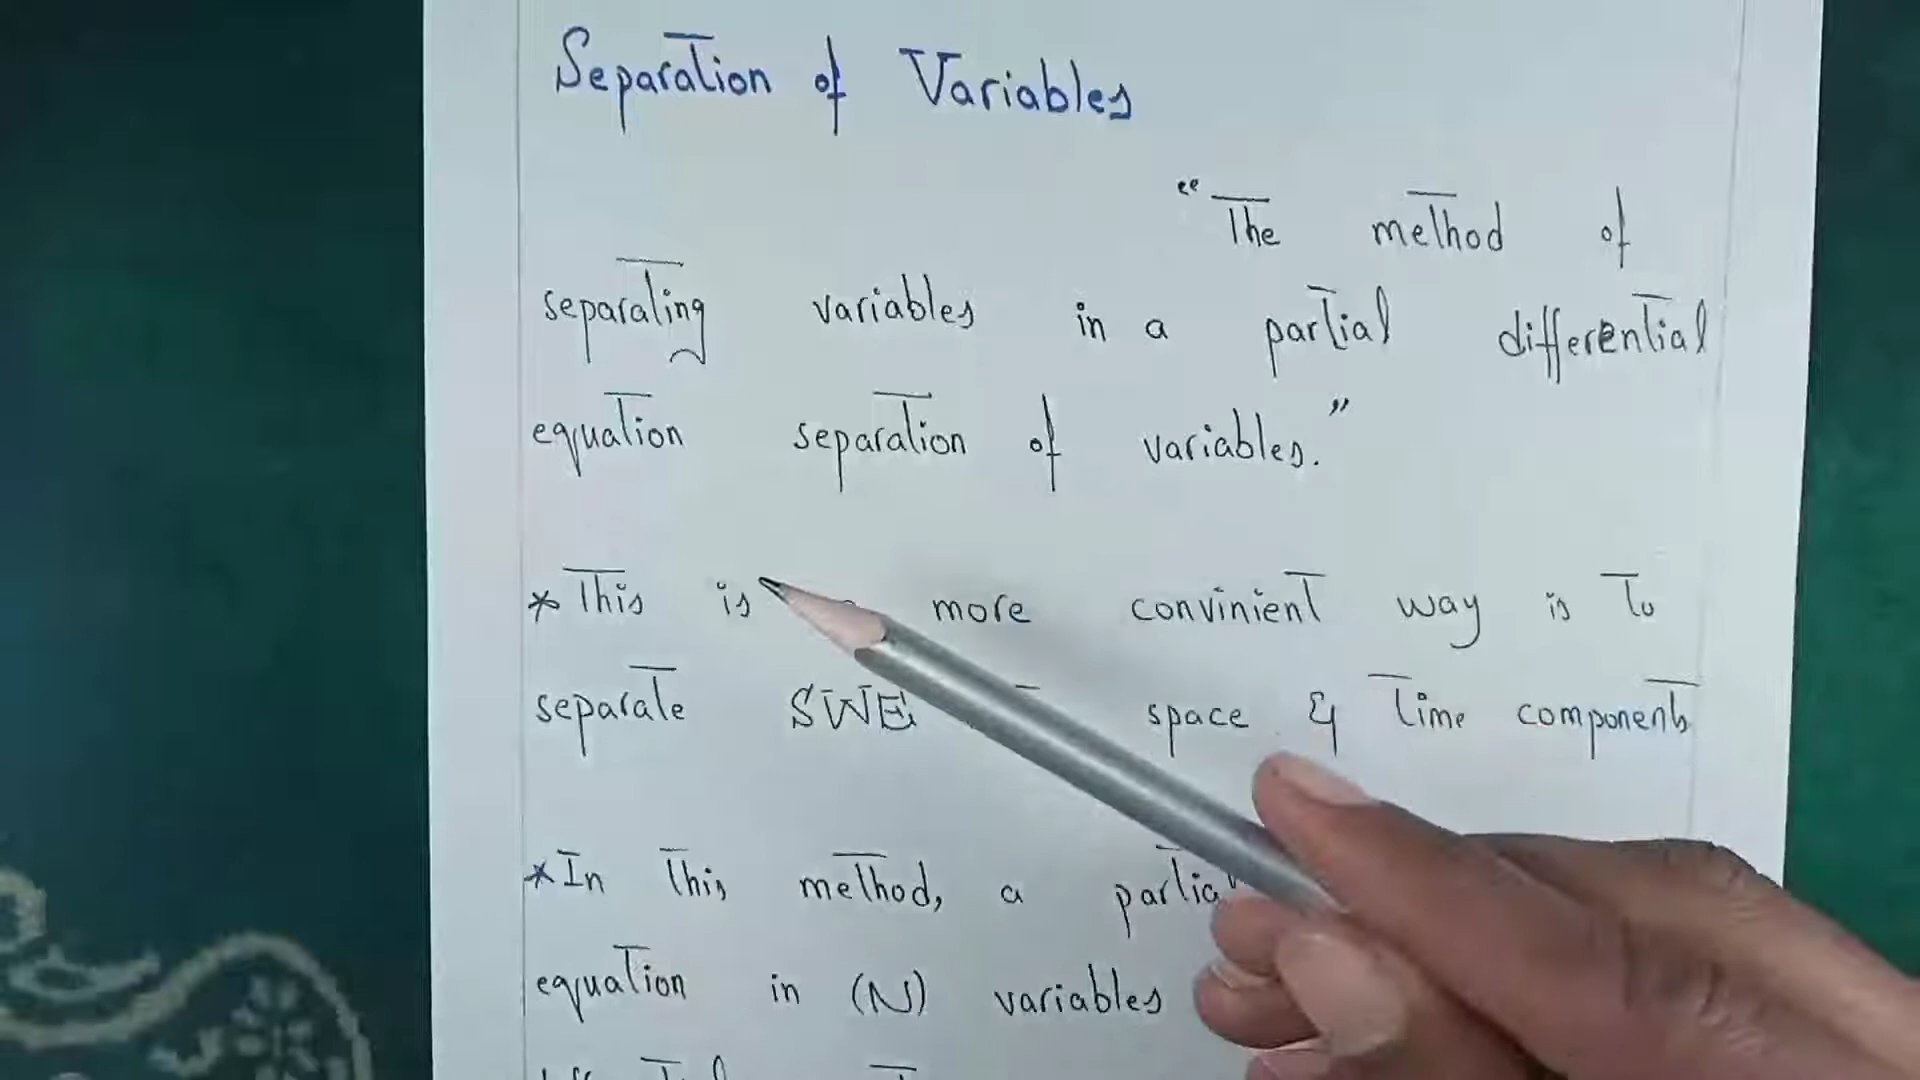 Separation of Variables
“The method of
separating variables in a partial differential
equation separation of variables.”
*This is more convinient way is to
separate SWE space & time components
*In this method, a
equation in (N) variables